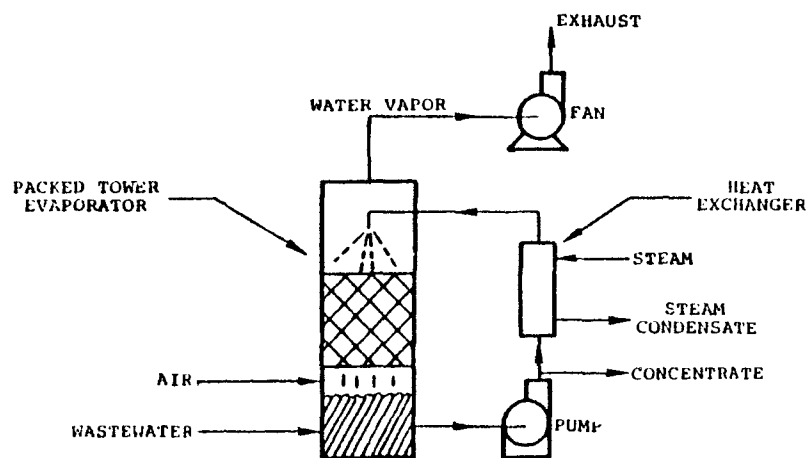 EXHAUST
WATER VAPOR
FAN
PACKED TOWER
EVAPORATOR
HEAT
EXCHANGER
STEAM
STEAM
CONDENSATE
AIR
CONCENTRATE
WASTEWATER
PUMP